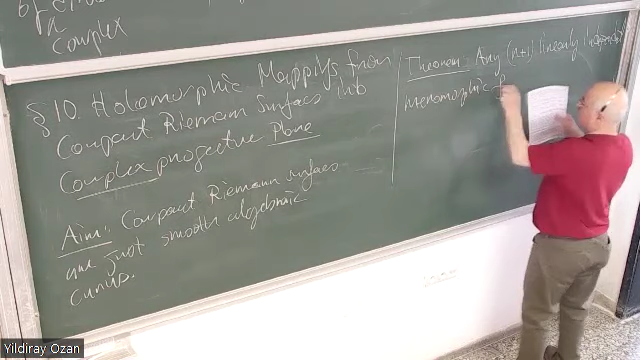 of
a
complex
§ 10. Holomorphic Mappings from
Compact Riemann Surfaces into
Complex projective Plane
Aim: Compact Riemann surfaces
are just smooth algebraic
curves.
Theorem Any (n+1) linearly
meromorphic
Yildiray Ozan